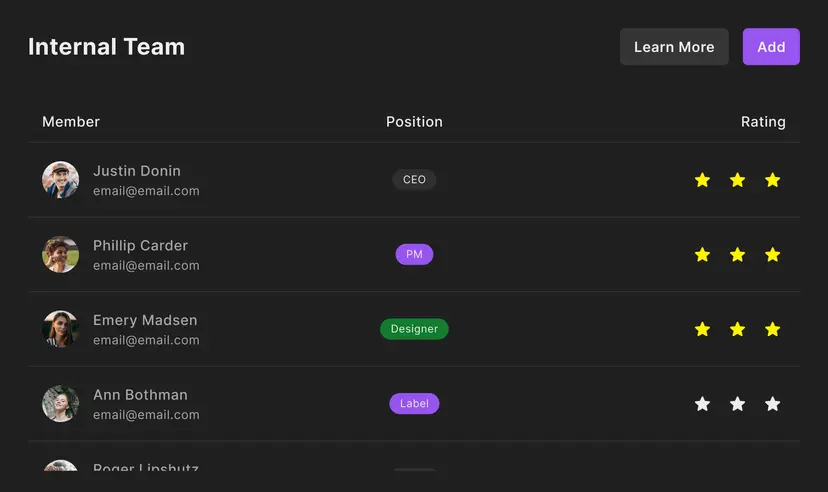 Internal Team
Learn More
Add
Member Position Rating
Justin Donin
email@email.com
CEO
Phillip Carder
email@email.com
PM
Emery Madsen
email@email.com
Designer
Ann Bothman
email@email.com
Label
Roger Lipshutz